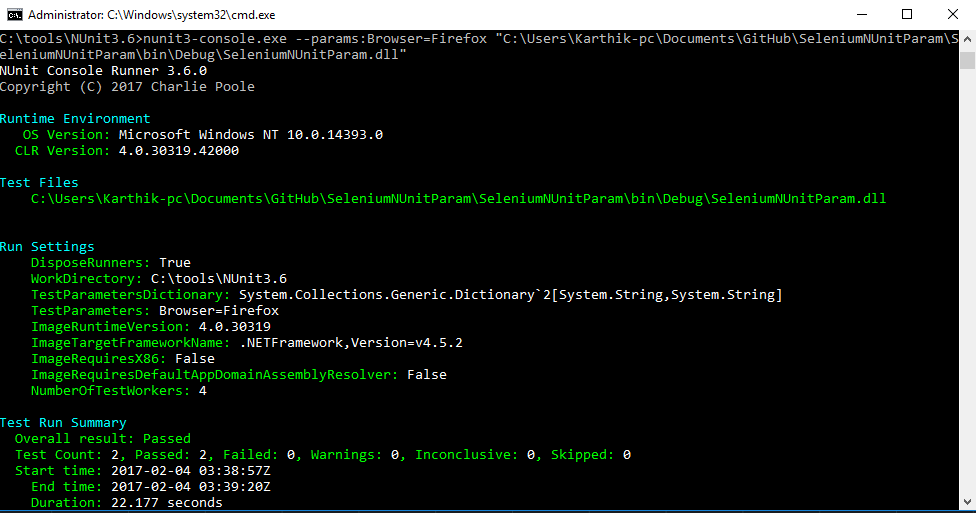 Administrator: C:\Windows\system32\cmd.exe
C:\tools\NUnit3.6>nunit3-console.exe --params:Browser=Firefox "C:\Users\Karthik-pc\Documents\GitHub\SeleniumNUnitParam\S
eleniumNUnitParam\bin\Debug\SeleniumNUnitParam.dll"
NUnit Console Runner 3.6.0
Copyright (C) 2017 Charlie Poole
Runtime Environment
OS Version: Microsoft Windows NT 10.0.14393.0
CLR Version: 4.0.30319.42000
Test Files
C:\Users\Karthik-pc\Documents\GitHub\SeleniumNUnitParam\SeleniumNUnitParam\bin\Debug\SeleniumNUnitParam.dll
Run Settings
DisposeRunners: True
WorkDirectory: C:\tools\NUnit3.6
TestParametersDictionary: System.Collections.Generic.Dictionary`2[System.String,System.String]
TestParameters: Browser=Firefox
ImageRuntimeVersion: 4.0.30319
ImageTargetFrameworkName: .NETFramework,Version=v4.5.2
ImageRequiresX86: False
ImageRequiresDefaultAppDomainAssemblyResolver: False
NumberOfTestWorkers: 4
Test Run Summary
Overall result: Passed
Test Count: 2, Passed: 2, Failed: 0, Warnings: 0, Inconclusive: 0, Skipped: 0
Start time: 2017-02-04 03:38:57Z
End time: 2017-02-04 03:39:20Z
Duration: 22.177 seconds